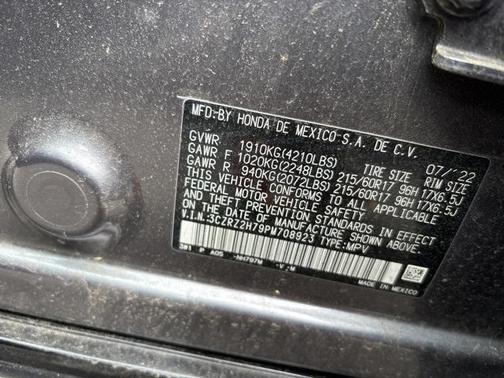 MFD.BY HONDA DE MEXICO S.A. DE C.V. 07/'22
GVWR 1910KG(4210LBS) TIRE SIZE RIM SIZE
GAWR F 1020KG(2248LBS) 215/60R17 96H 17X6.5J
GAWR R 940KG(2072LBS) 215/60R17 96H 17X6.5J
THIS VEHICLE CONFORMS TO ALL APPLICABLE
FEDERAL MOTOR VEHICLE SAFETY
AND THEFT PREVENTION STANDARDS IN EFFECT
ON THE DATE OF MANUFACTURE SHOWN ABOVE.
V.I.N.:3CZRZ2H79PM708923 TYPE:MPV
P A05 -NH797M -V :M
MADE IN MEXICO